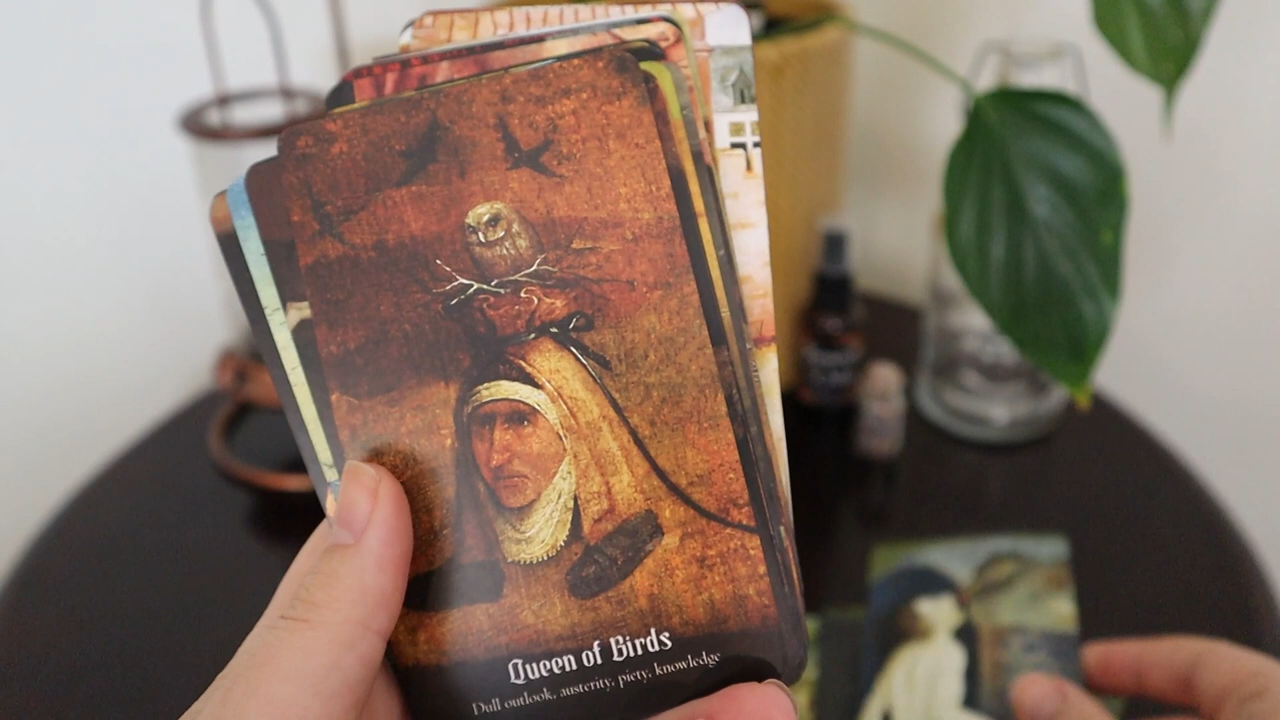 Queen of Birds
Dull outlook, austerity, piety, knowledge